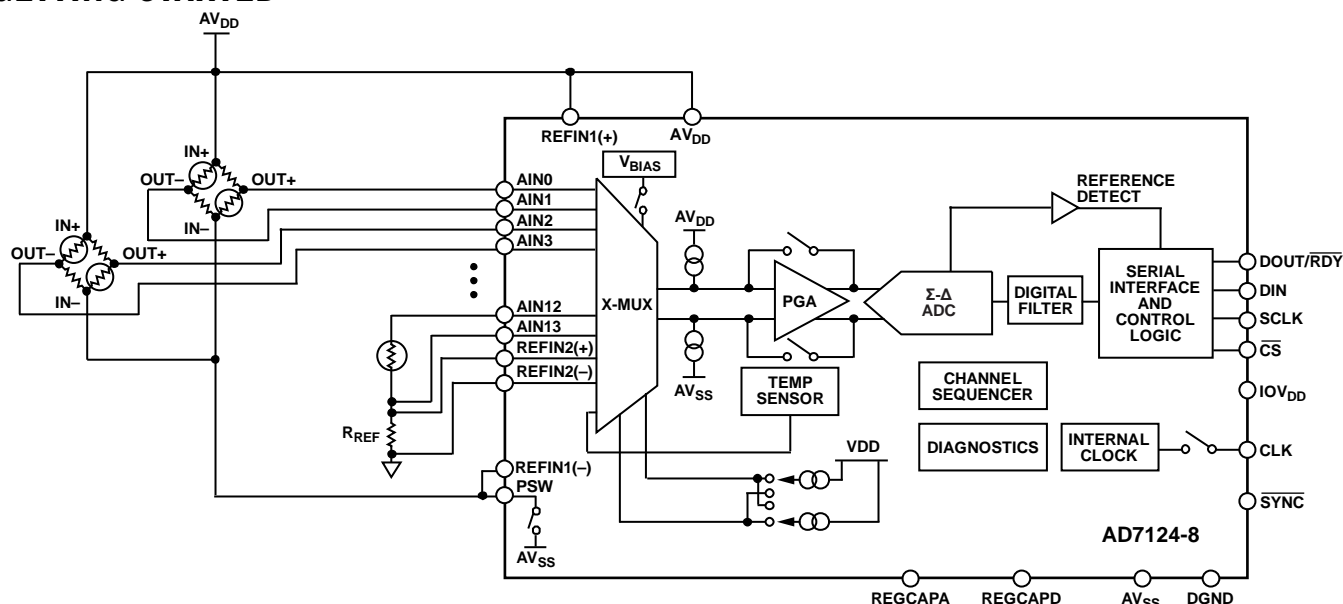 AVDD
REFIN1(+)
AVDD
IN+
OUT–
OUT+
IN–
IN+
OUT–
OUT+
IN–
AIN0
AIN1
AIN2
AIN3
AIN12
AIN13
REFIN2(+)
REFIN2(–)
RREF
REFIN1(–)
PSW
AVSS
VBIAS
X-MUX
AVDD
AVSS
PGA
TEMP
SENSOR
VDD
Σ-Δ
ADC
REFERENCE
DETECT
DIGITAL
FILTER
SERIAL
INTERFACE
AND
CONTROL
LOGIC
CHANNEL
SEQUENCER
DIAGNOSTICS
INTERNAL
CLOCK
DOUT/RDY
DIN
SCLK
CS
IOVDD
CLK
SYNC
AD7124-8
REGCAPA
REGCAPD
AVSS
DGND